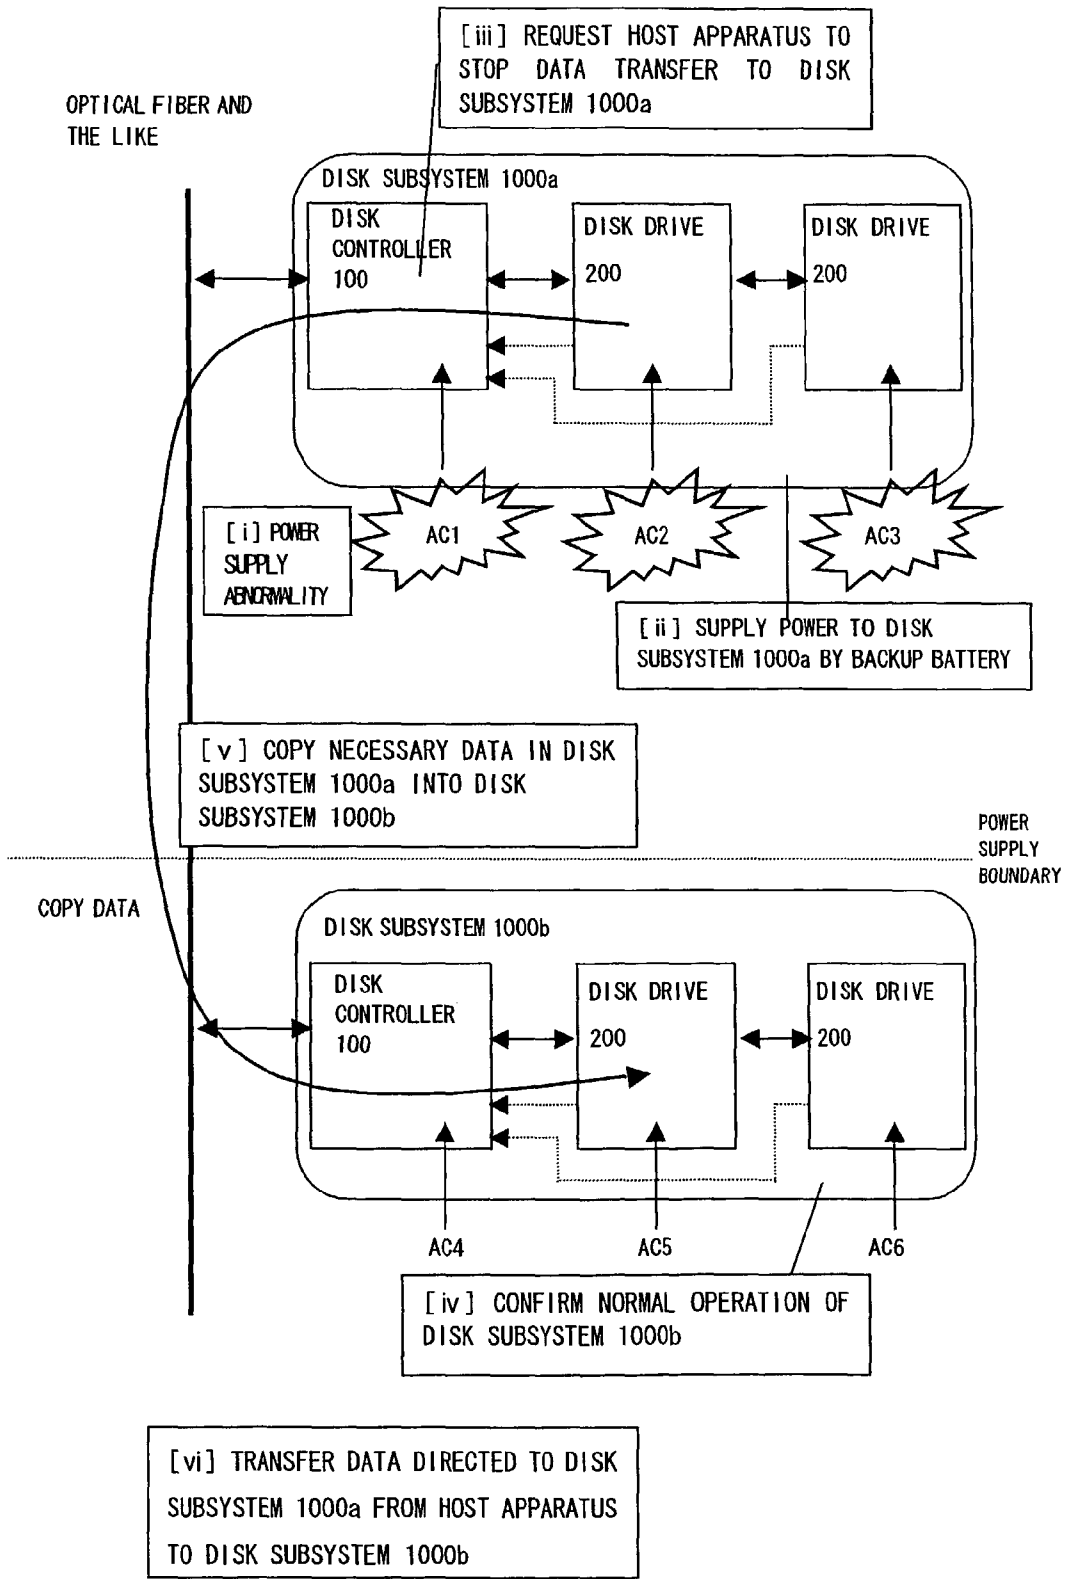 [iii] REQUEST HOST APPARATUS TO
STOP DATA TRANSFER TO DISK
SUBSYSTEM 1000a
OPTICAL FIBER AND
THE LIKE
DISK SUBSYSTEM 1000a
DISK
CONTROLLER
100
DISK DRIVE
200
DISK DRIVE
200
[i] POWER
SUPPLY
ABNORMALITY
AC1
AC2
AC3
[ii] SUPPLY POWER TO DISK
SUBSYSTEM 1000a BY BACKUP BATTERY
[v] COPY NECESSARY DATA IN DISK
SUBSYSTEM 1000a INTO DISK
SUBSYSTEM 1000b
POWER
SUPPLY
BOUNDARY
COPY DATA
DISK SUBSYSTEM 1000b
DISK
CONTROLLER
100
DISK DRIVE
200
DISK DRIVE
200
AC4
AC5
AC6
[iv] CONFIRM NORMAL OPERATION OF
DISK SUBSYSTEM 1000b
[vi] TRANSFER DATA DIRECTED TO DISK
SUBSYSTEM 1000a FROM HOST APPARATUS
TO DISK SUBSYSTEM 1000b